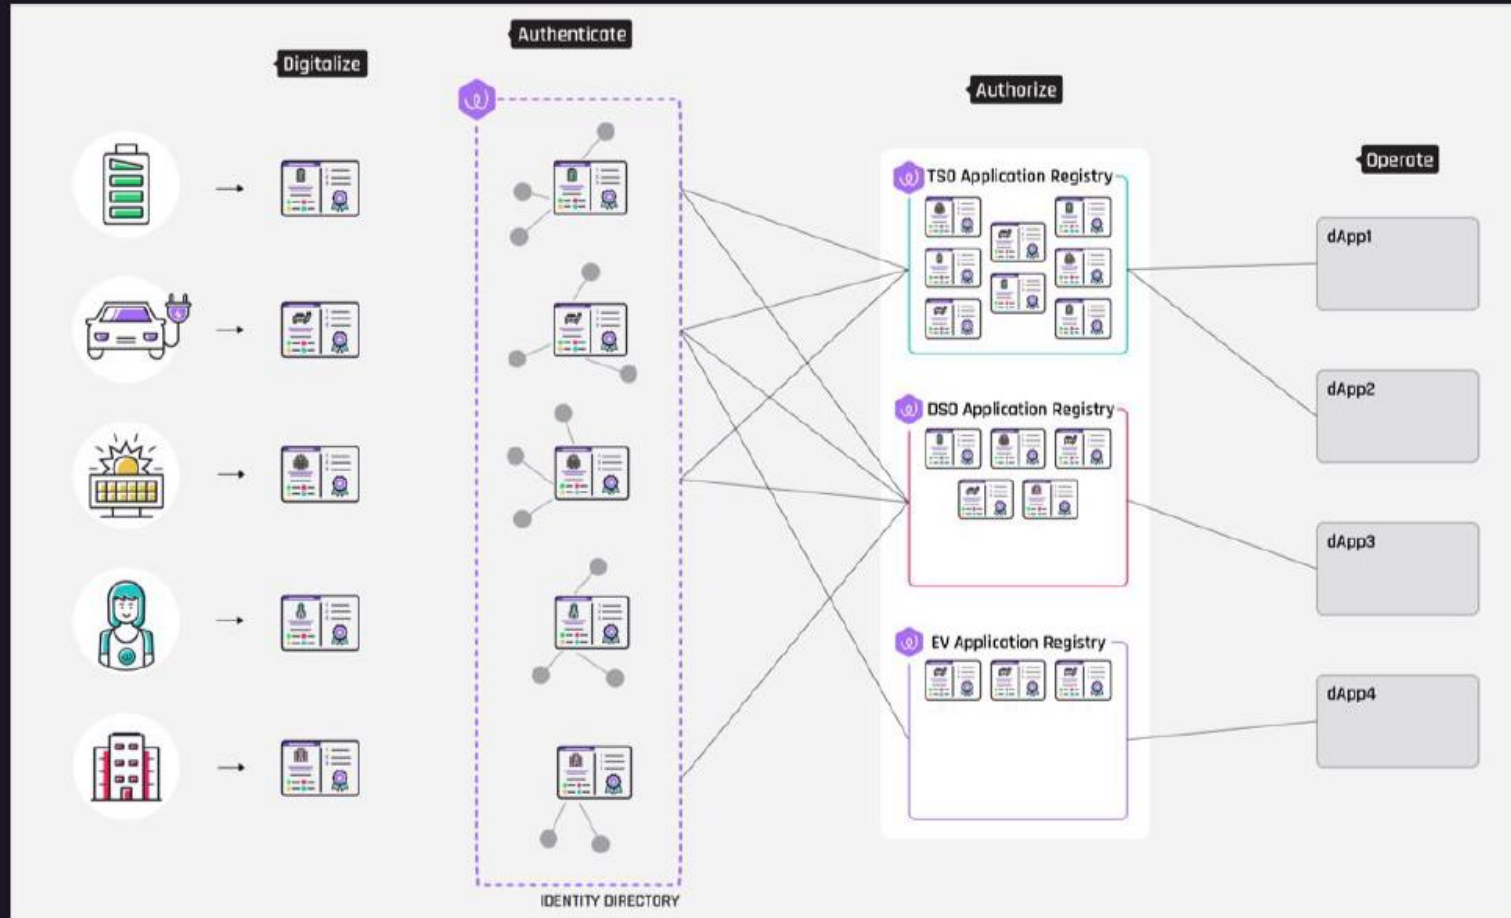 Digitalize
Authenticate
Authorize
Operate
TSO Application Registry
DSO Application Registry
EV Application Registry
dApp1
dApp2
dApp3
dApp4
IDENTITY DIRECTORY